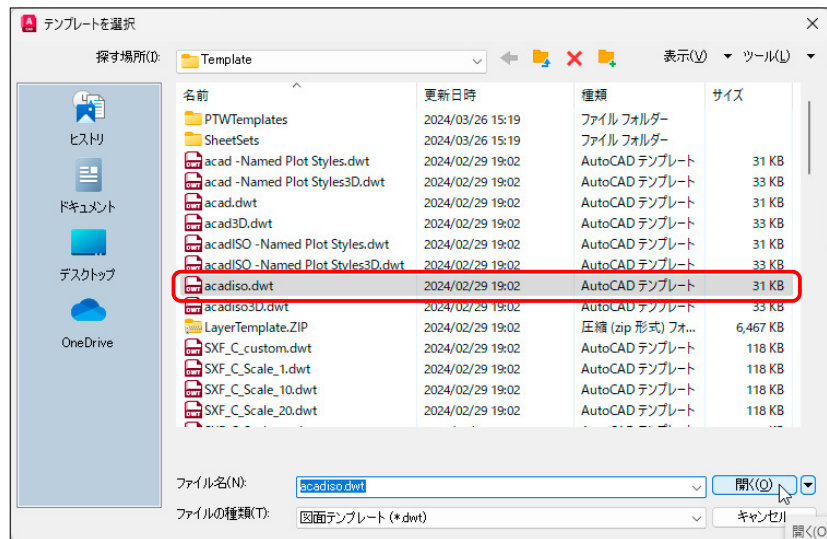 テンプレートを選択
探す場所(I): Template 表示(V) ツール(L)
名前 更新日時 種類 サイズ
PTWTemplates 2024/03/26 15:19 ファイル フォルダー
SheetSets 2024/03/26 15:19 ファイル フォルダー
acad -Named Plot Styles.dwt 2024/02/29 19:02 AutoCAD テンプレート 31 KB
acad -Named Plot Styles3D.dwt 2024/02/29 19:02 AutoCAD テンプレート 33 KB
acad.dwt 2024/02/29 19:02 AutoCAD テンプレート 31 KB
acad3D.dwt 2024/02/29 19:02 AutoCAD テンプレート 33 KB
acadISO -Named Plot Styles.dwt 2024/02/29 19:02 AutoCAD テンプレート 31 KB
acadISO -Named Plot Styles3D.dwt 2024/02/29 19:02 AutoCAD テンプレート 33 KB
acadiso.dwt 2024/02/29 19:02 AutoCAD テンプレート 31 KB
acadiso3D.dwt 2024/02/29 19:02 AutoCAD テンプレート 33 KB
LayerTemplate.ZIP 2024/02/29 19:02 圧縮 (zip 形式) フォ... 6,467 KB
SXF_C_custom.dwt 2024/02/29 19:02 AutoCAD テンプレート 118 KB
SXF_C_Scale_1.dwt 2024/02/29 19:02 AutoCAD テンプレート 118 KB
SXF_C_Scale_10.dwt 2024/02/29 19:02 AutoCAD テンプレート 118 KB
SXF_C_Scale_20.dwt 2024/02/29 19:02 AutoCAD テンプレート 118 KB
ヒストリ
ドキュメント
デスクトップ
OneDrive
ファイル名(N): acadiso.dwt 開く(O)
ファイルの種類(T): 図面テンプレート (*.dwt) キャンセル
開く(O